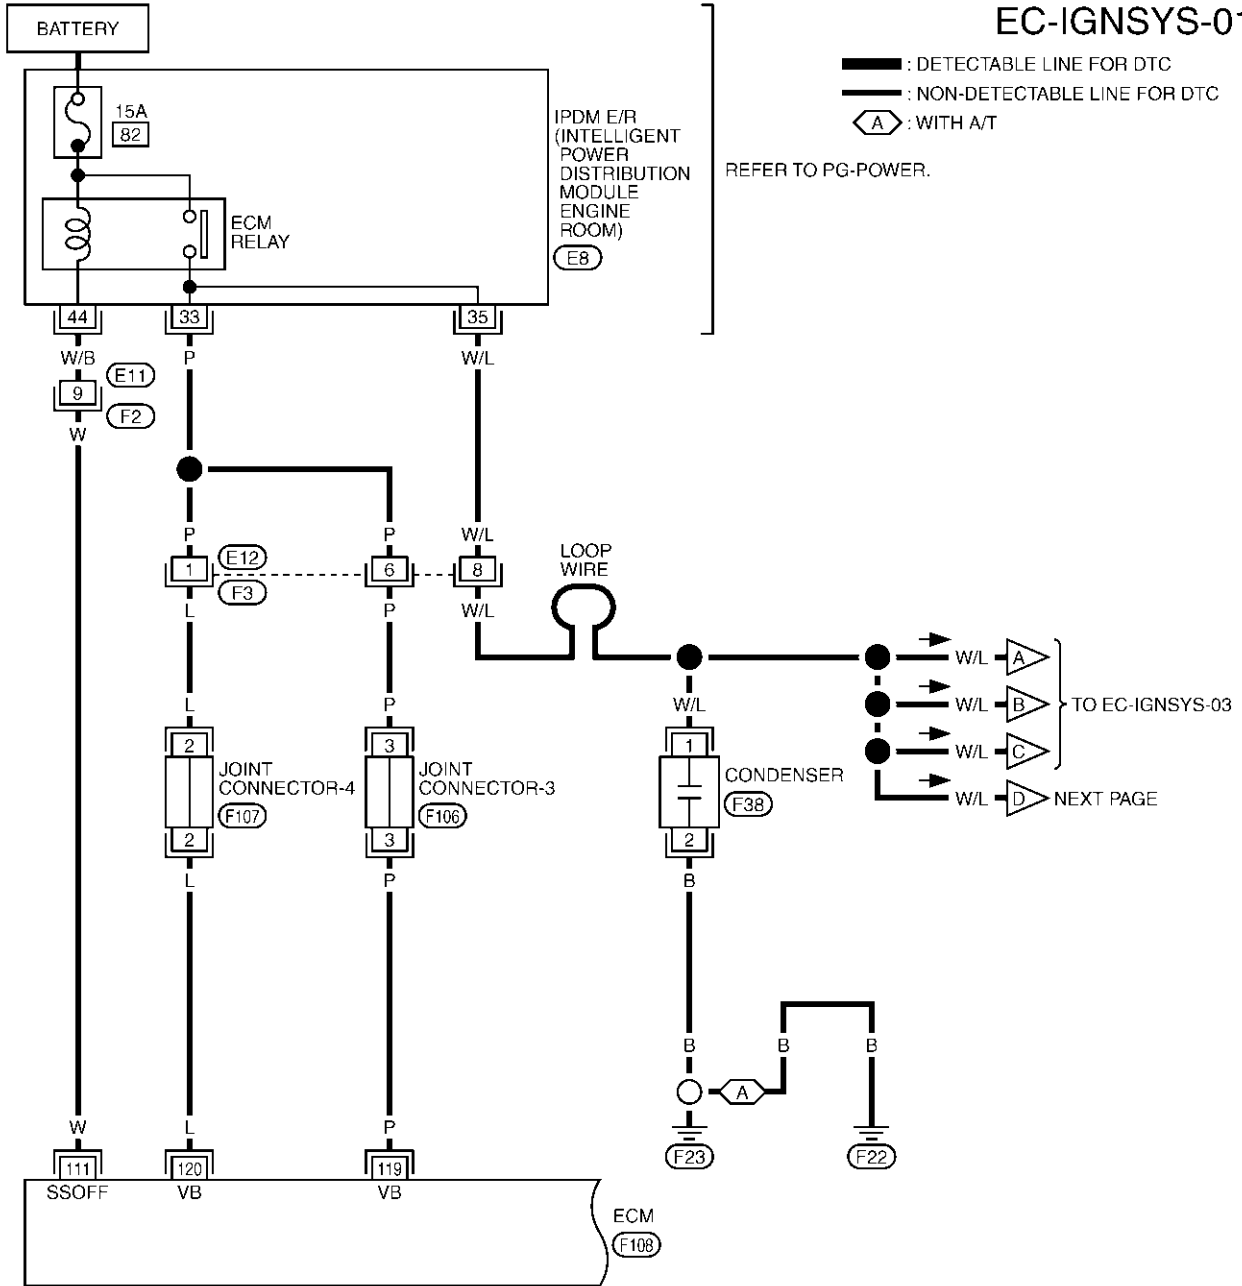 EC-IGNSYS-01
BATTERY
: DETECTABLE LINE FOR DTC
: NON-DETECTABLE LINE FOR DTC
A : WITH A/T
15A
82
IPDM E/R
(INTELLIGENT
POWER
DISTRIBUTION
MODULE
ENGINE
ROOM)
E8
REFER TO PG-POWER.
ECM
RELAY
44 33 35
W/B P W/L
E11
9
F2
W
P P W/L
E12
1 6 8
F3
L P W/L
LOOP
WIRE
W/L A
W/L B
W/L C
TO EC-IGNSYS-03
W/L D NEXT PAGE
L P W/L
2 3 1
JOINT
CONNECTOR-4
F107
JOINT
CONNECTOR-3
F106
CONDENSER
F38
2 3 2
L P B
B B B
A
W L P
F23 F22
111 120 119
SSOFF VB VB
ECM
F108